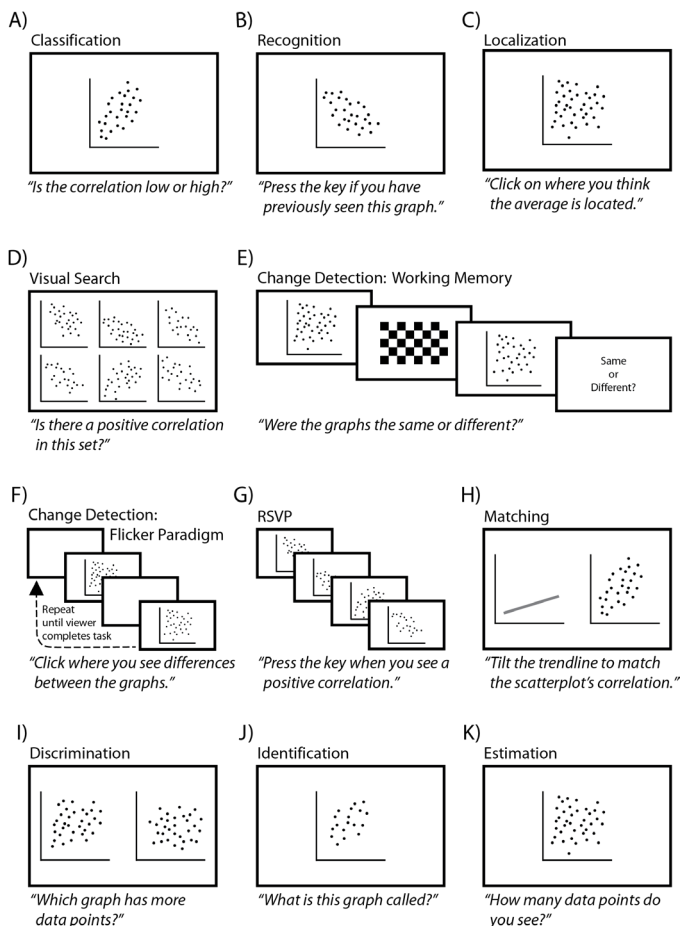 A)
Classification
“Is the correlation low or high?”
B)
Recognition
“Press the key if you have
previously seen this graph.”
C)
Localization
“Click on where you think
the average is located.”
D)
Visual Search
“Is there a positive correlation
in this set?”
E)
Change Detection: Working Memory
Same
or
Different?
“Were the graphs the same or different?”
F)
Change Detection:
Flicker Paradigm
Repeat
until viewer
completes task
“Click where you see differences
between the graphs.”
G)
RSVP
“Press the key when you see a
positive correlation.”
H)
Matching
“Tilt the trendline to match
the scatterplot’s correlation.”
I)
Discrimination
“Which graph has more
data points?”
J)
Identification
“What is this graph called?”
K)
Estimation
“How many data points do
you see?”